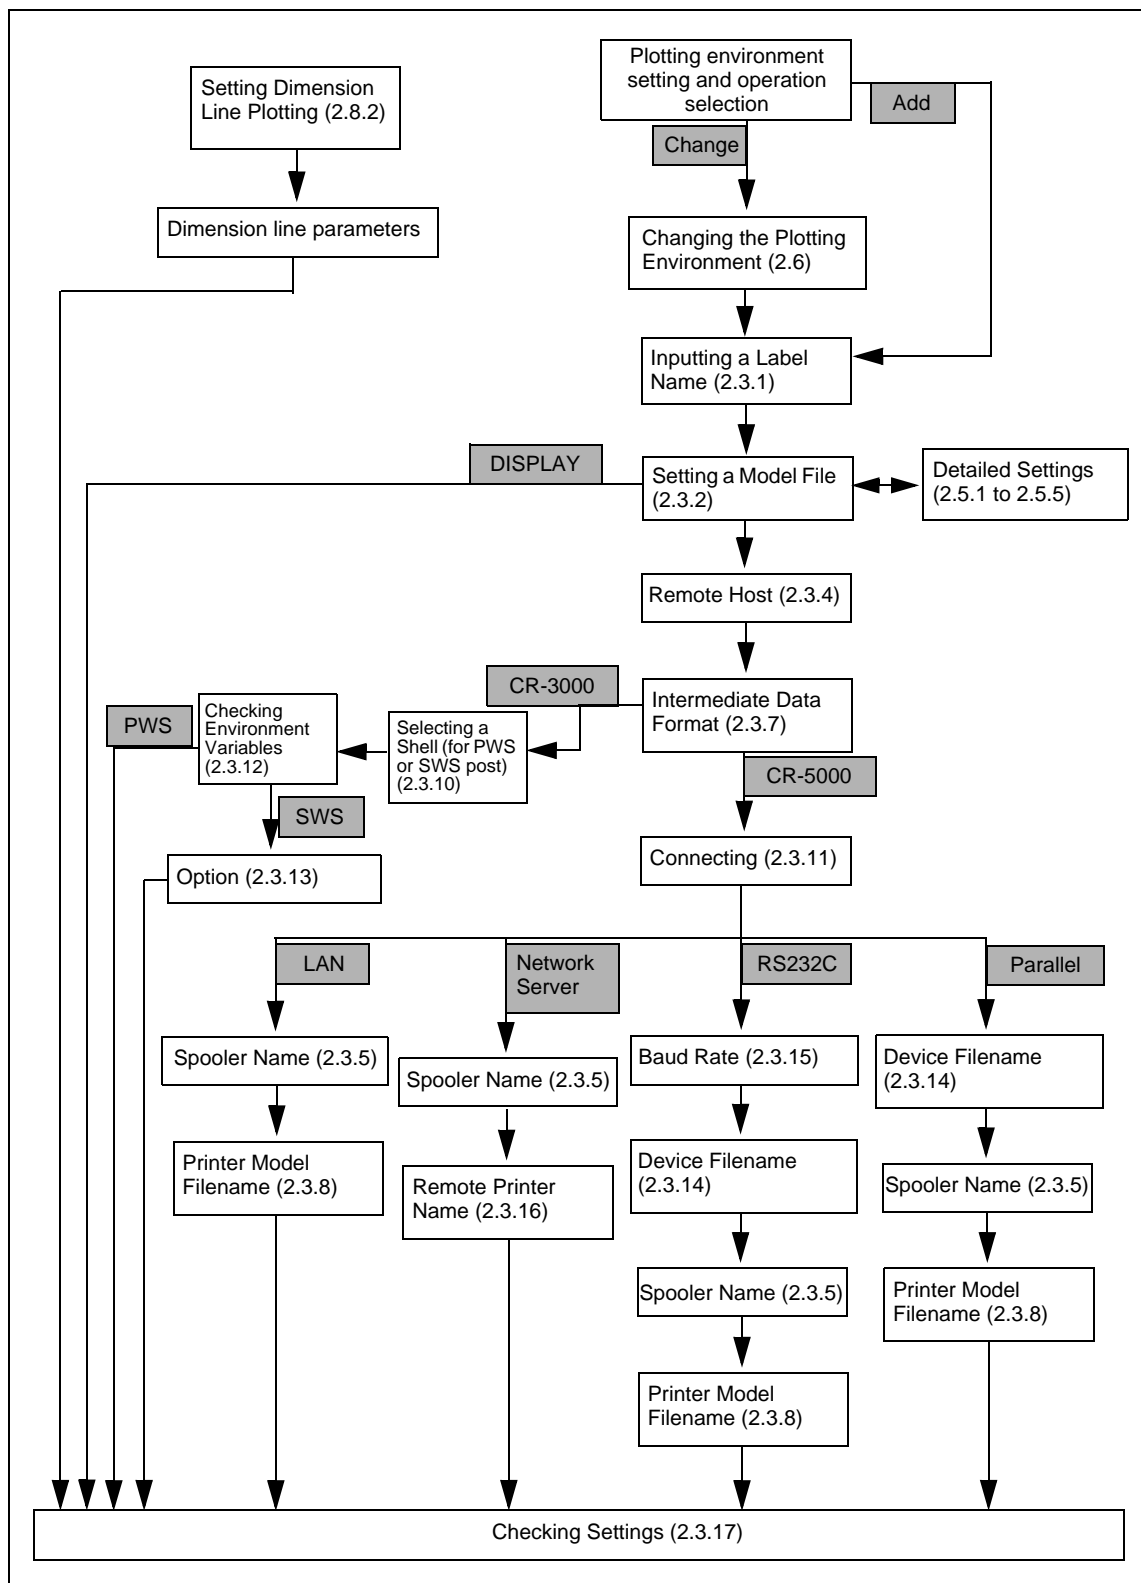 Plotting environment
setting and operation
selection
Setting Dimension
Line Plotting (2.8.2)
Add
Change
Dimension line parameters
Changing the Plotting
Environment (2.6)
Inputting a Label
Name (2.3.1)
DISPLAY
Setting a Model File
(2.3.2)
Detailed Settings
(2.5.1 to 2.5.5)
Remote Host (2.3.4)
CR-3000
Intermediate Data
Format (2.3.7)
PWS
Checking
Environment
Variables
(2.3.12)
Selecting a
Shell (for PWS
or SWS post)
(2.3.10)
CR-5000
SWS
Connecting (2.3.11)
Option (2.3.13)
LAN
Network
Server
RS232C
Parallel
Spooler Name (2.3.5)
Spooler Name (2.3.5)
Baud Rate (2.3.15)
Device Filename
(2.3.14)
Printer Model
Filename (2.3.8)
Remote Printer
Name (2.3.16)
Device Filename
(2.3.14)
Spooler Name (2.3.5)
Spooler Name (2.3.5)
Printer Model
Filename (2.3.8)
Printer Model
Filename (2.3.8)
Checking Settings (2.3.17)